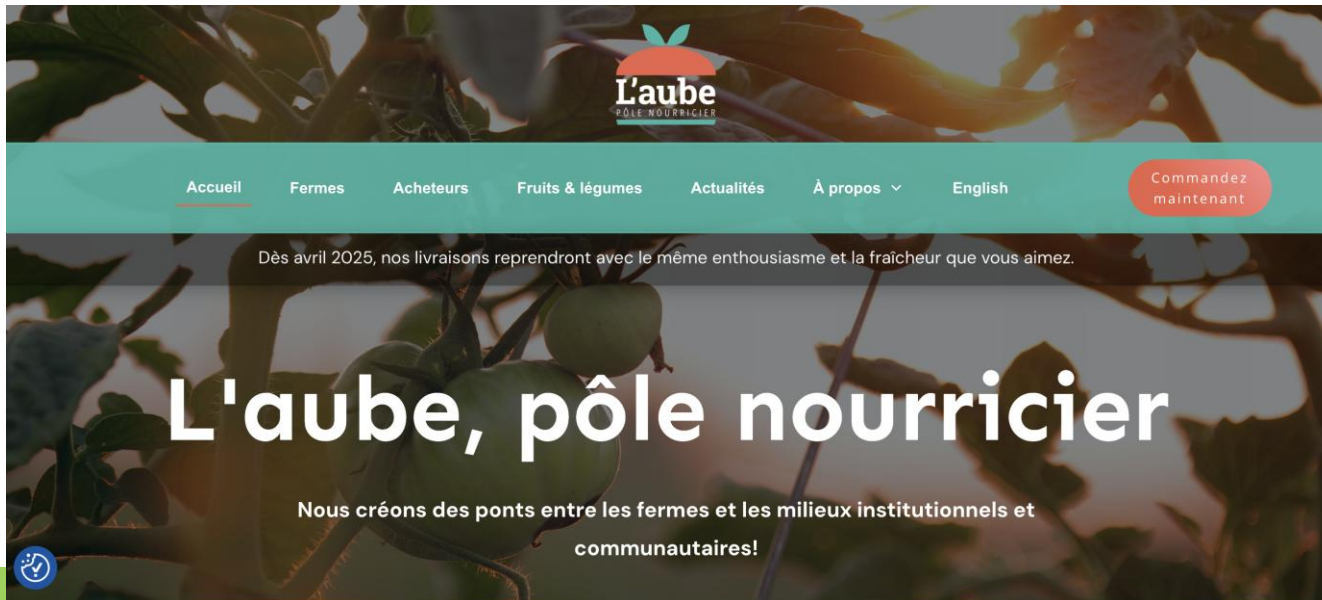 L'aube
PÔLE NOURRICIER
Accueil
Fermes
Acheteurs
Fruits & légumes
Actualités
À propos
English
Commandez
maintenant
Dès avril 2025, nos livraisons reprendront avec le même enthousiasme et la fraîcheur que vous aimez.
L'aube, pôle nourricier
Nous créons des ponts entre les fermes et les milieux institutionnels et
communautaires!